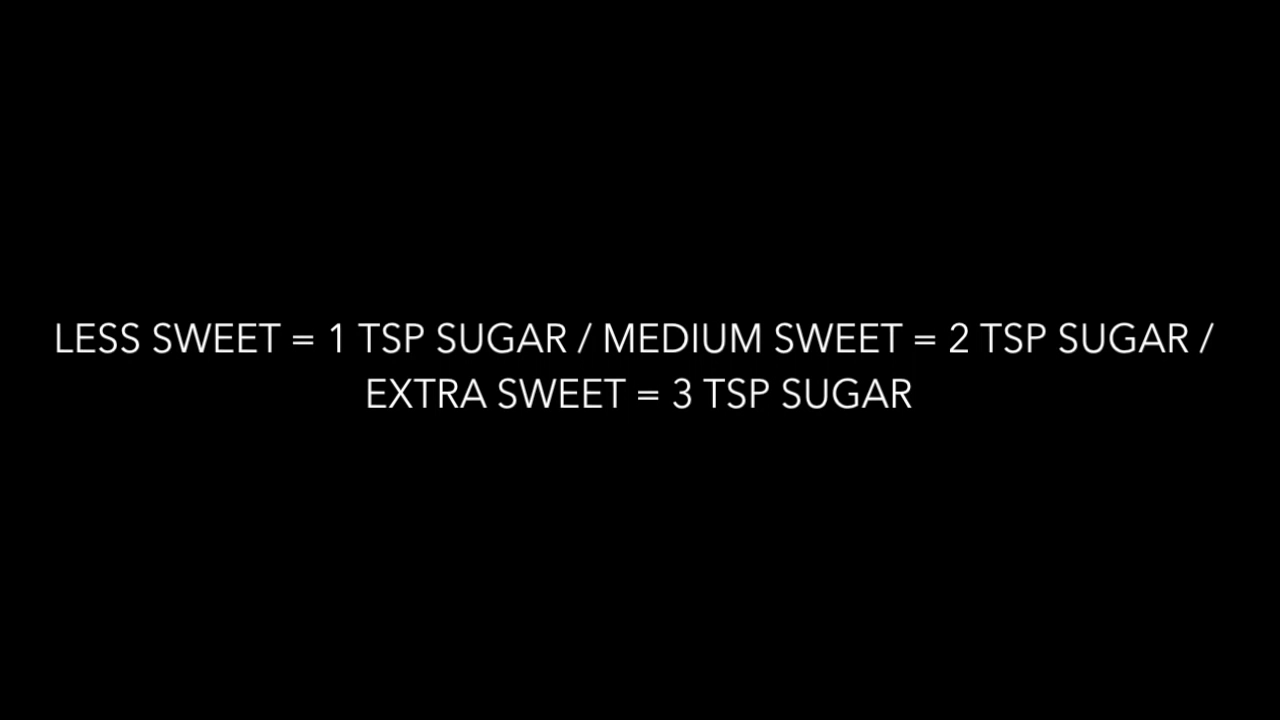 LESS SWEET = 1 TSP SUGAR / MEDIUM SWEET = 2 TSP SUGAR /
EXTRA SWEET = 3 TSP SUGAR